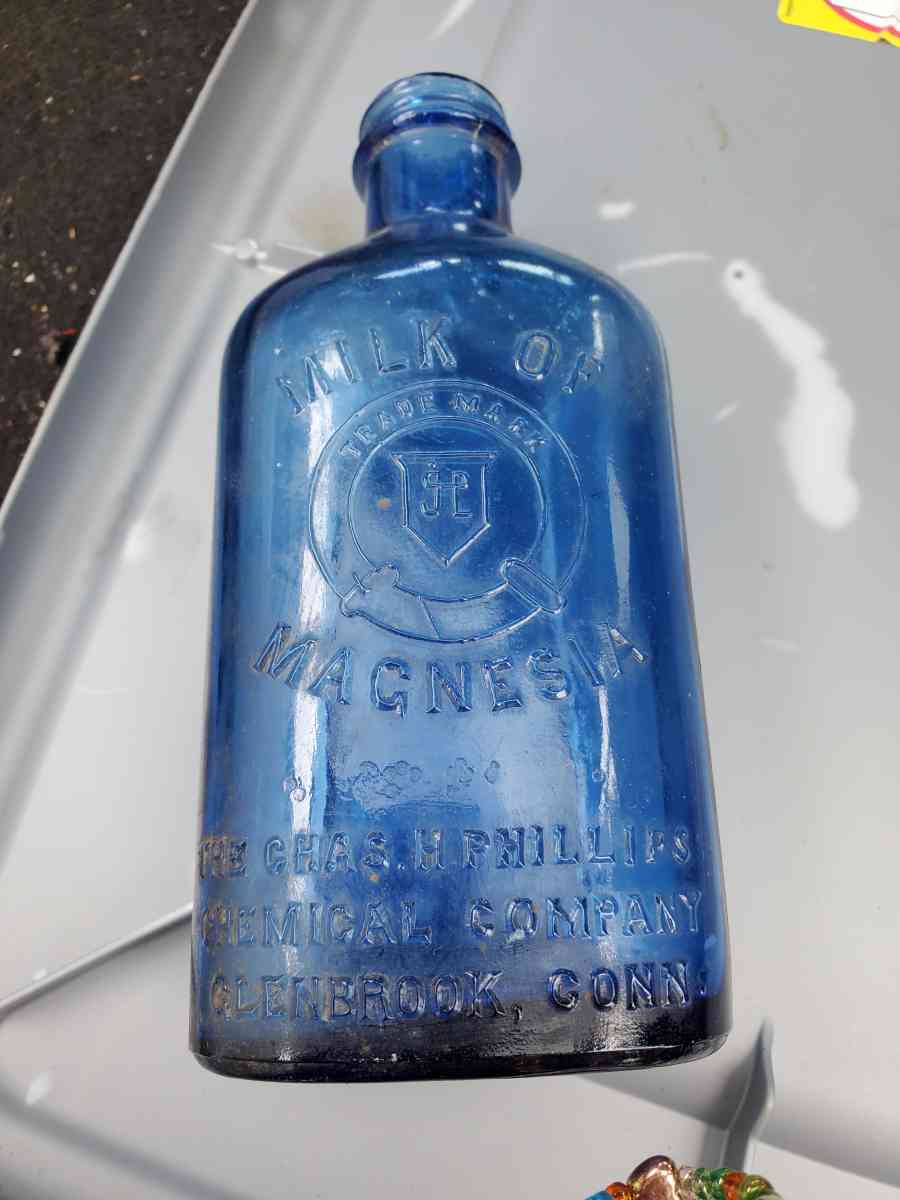 MILK OF
TRADE MARK
MAGNESIA
THE CHAS. H. PHILLIPS
CHEMICAL COMPANY
GLENBROOK, CONN.